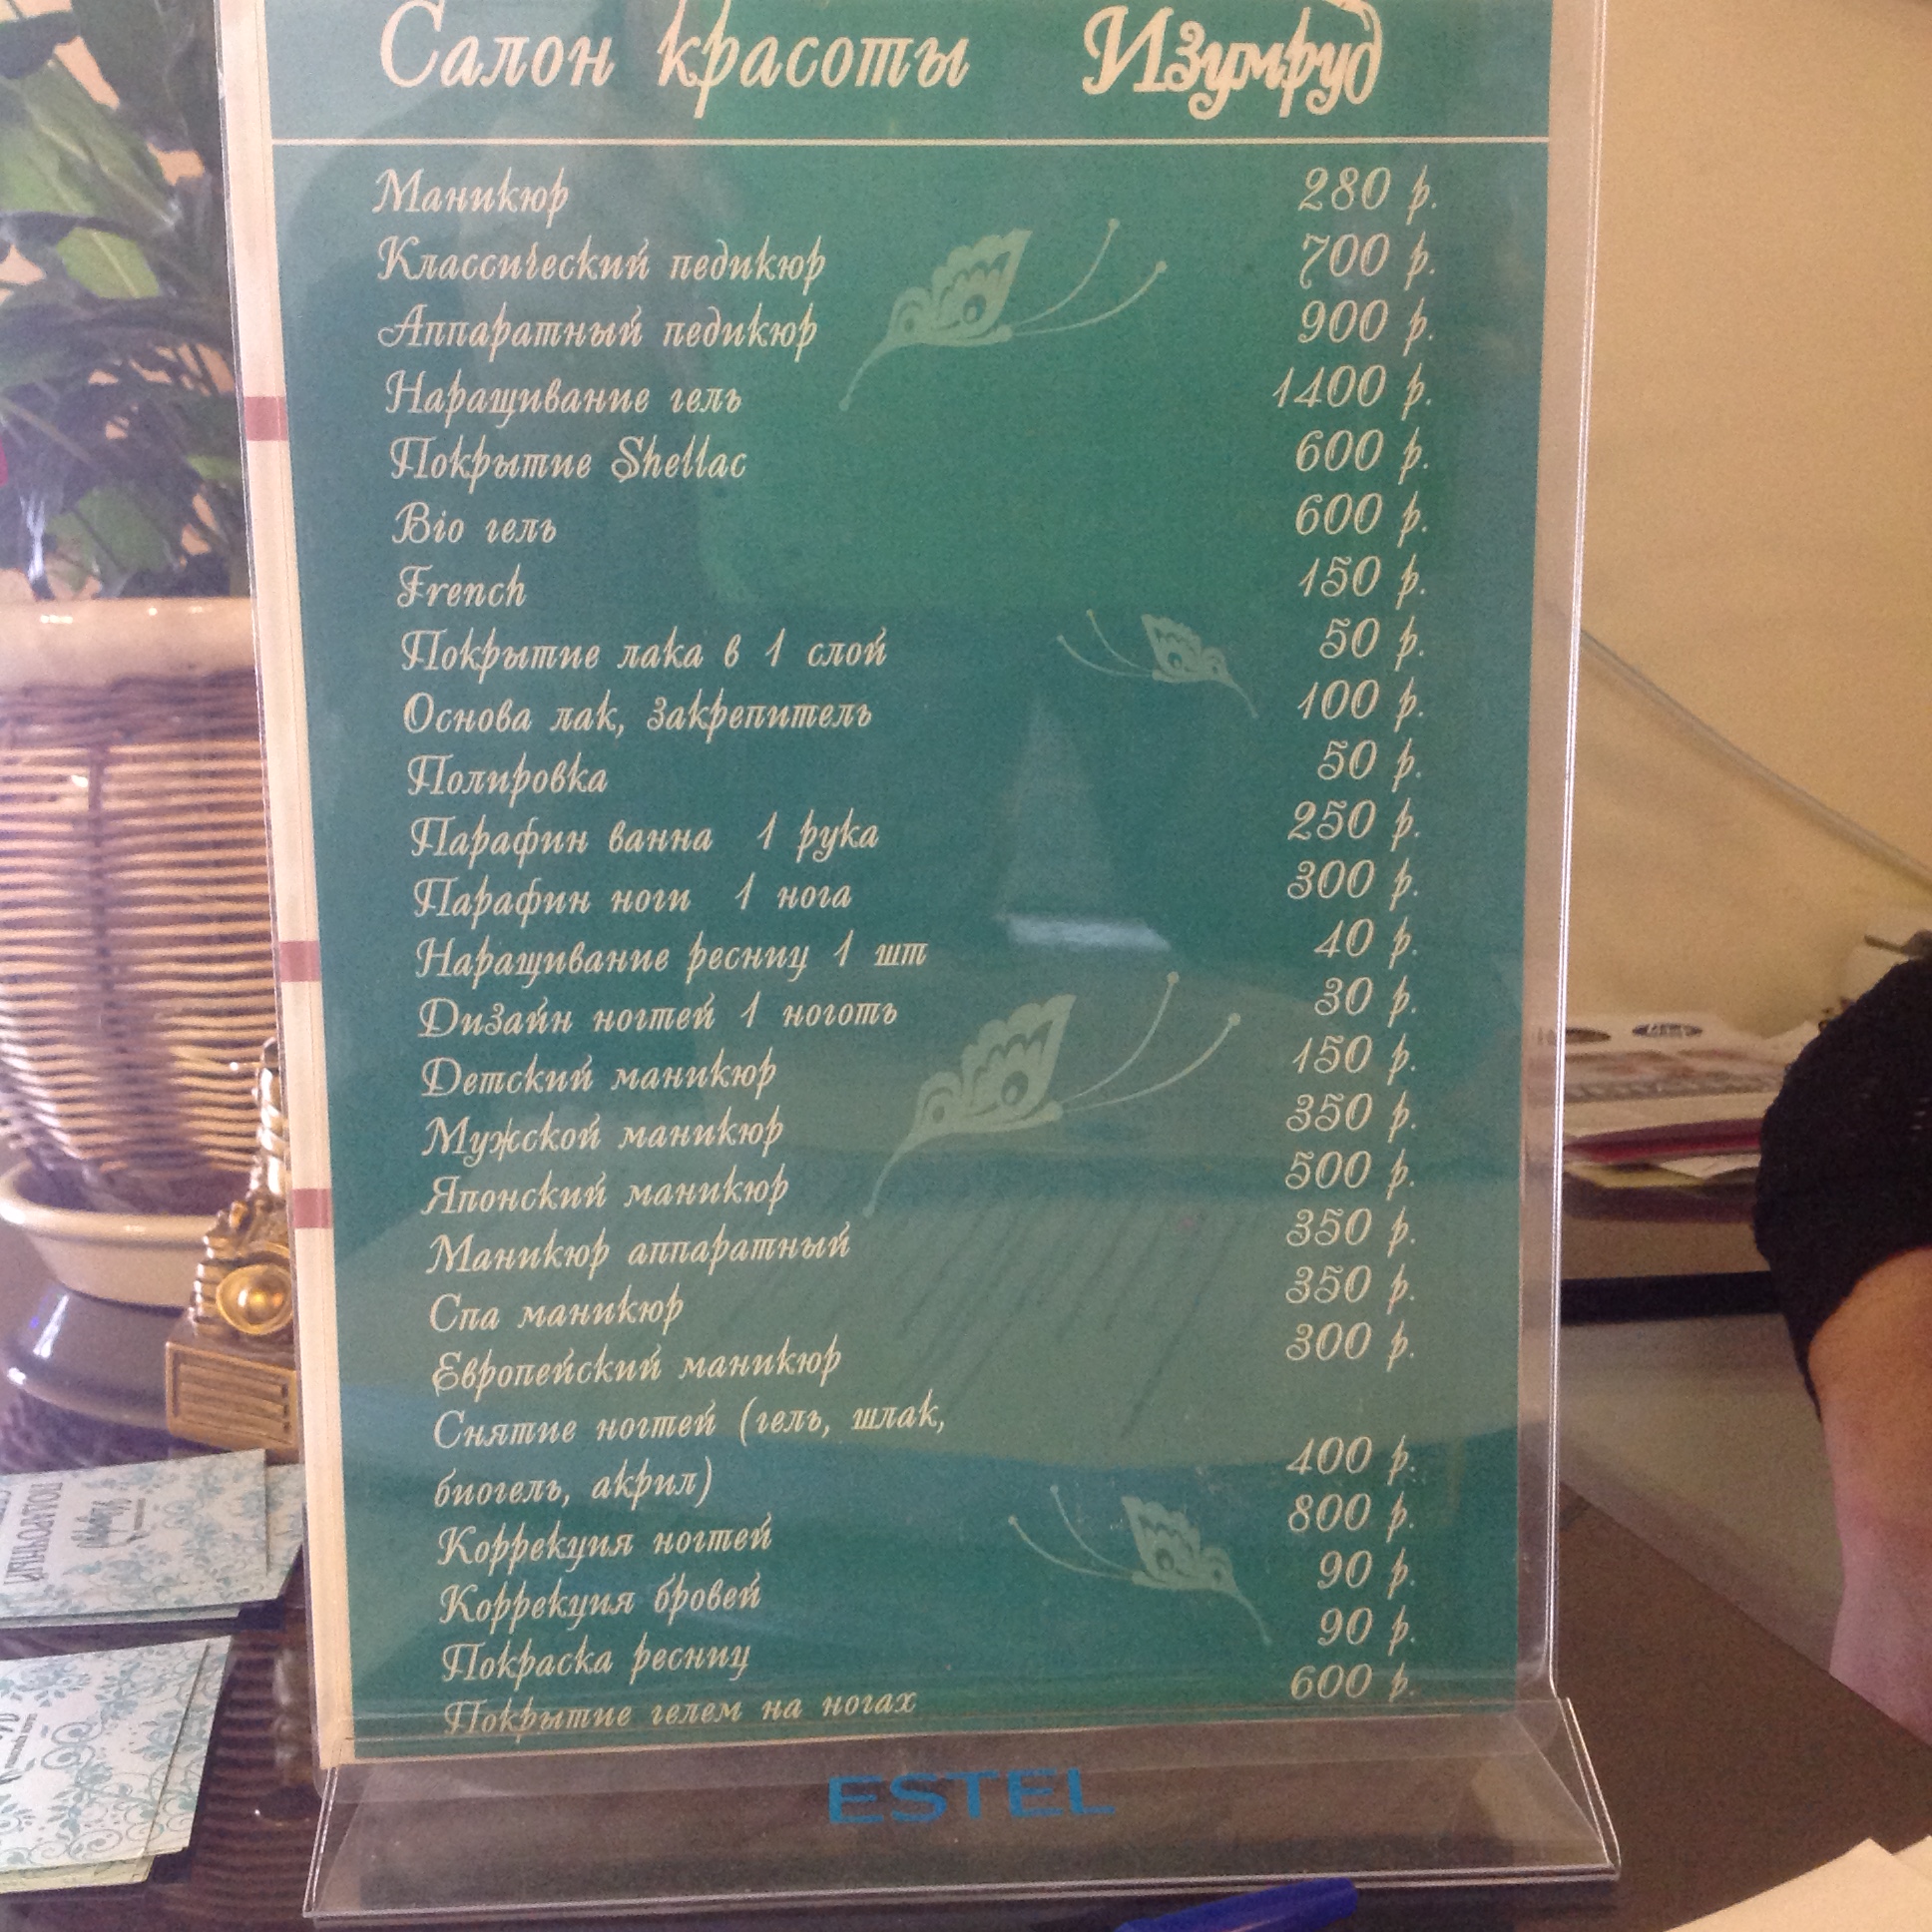 Салон красоты Изумруд
Маникюр 280 р.
Классический педикюр 700 р.
Аппаратный педикюр 900 р.
Наращивание гель 1400 р.
Покрытие Shellac 600 р.
Bio гель 600 р.
French 150 р.
Покрытие лака в 1 слой 50 р.
Основа лак, закрепитель 100 р.
Полировка 50 р.
Парафин ванна 1 рука 250 р.
Парафин ноги 1 нога 300 р.
Наращивание ресниц 1 шт 40 р.
Дизайн ногтей 1 ноготь 30 р.
Детский маникюр 150 р.
Мужской маникюр 350 р.
Японский маникюр 500 р.
Маникюр аппаратный 350 р.
Спа маникюр 350 р.
Европейский маникюр 300 р.
Снятие ногтей (гель, шлак,
биогель, акрил) 400 р.
Коррекция ногтей 800 р.
Коррекция бровей 90 р.
Покраска ресниц 90 р.
Покрытие гелем на ногах 600 р.
ESTEL